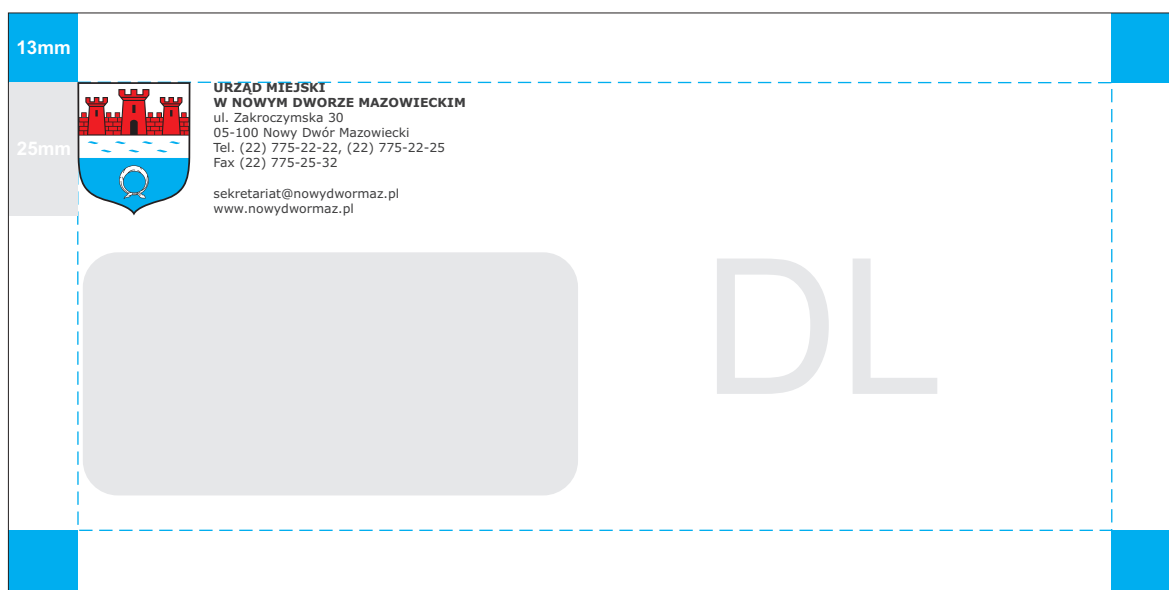 13mm
25mm
URZĄD MIEJSKI
W NOWYM DWORZE MAZOWIECKIM
ul. Zakroczymska 30
05-100 Nowy Dwór Mazowiecki
Tel. (22) 775-22-22, (22) 775-22-25
Fax (22) 775-25-32
sekretariat@nowydwormaz.pl
www.nowydwormaz.pl
DL